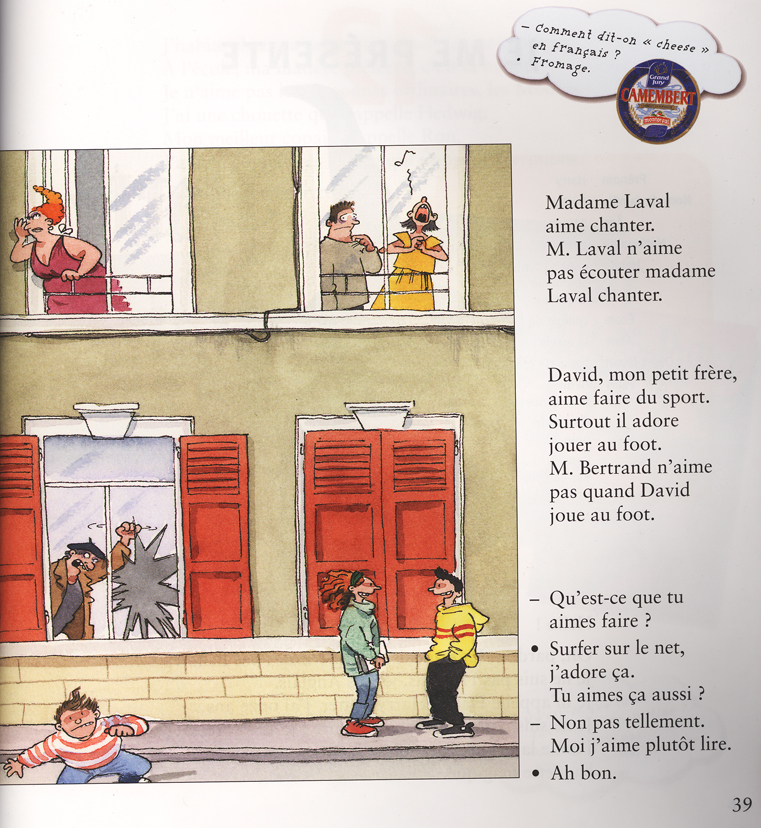 – Comment dit-on « cheese »
en français ?
• Fromage.
Grand
Jury
CAMEMBERT
Madame Laval
aime chanter.
M. Laval n'aime
pas écouter madame
Laval chanter.
David, mon petit frère,
aime faire du sport.
Surtout il adore
jouer au foot.
M. Bertrand n'aime
pas quand David
joue au foot.
– Qu'est-ce que tu
aimes faire ?
• Surfer sur le net,
j'adore ça.
Tu aimes ça aussi ?
– Non pas tellement.
Moi j'aime plutôt lire.
• Ah bon.
39